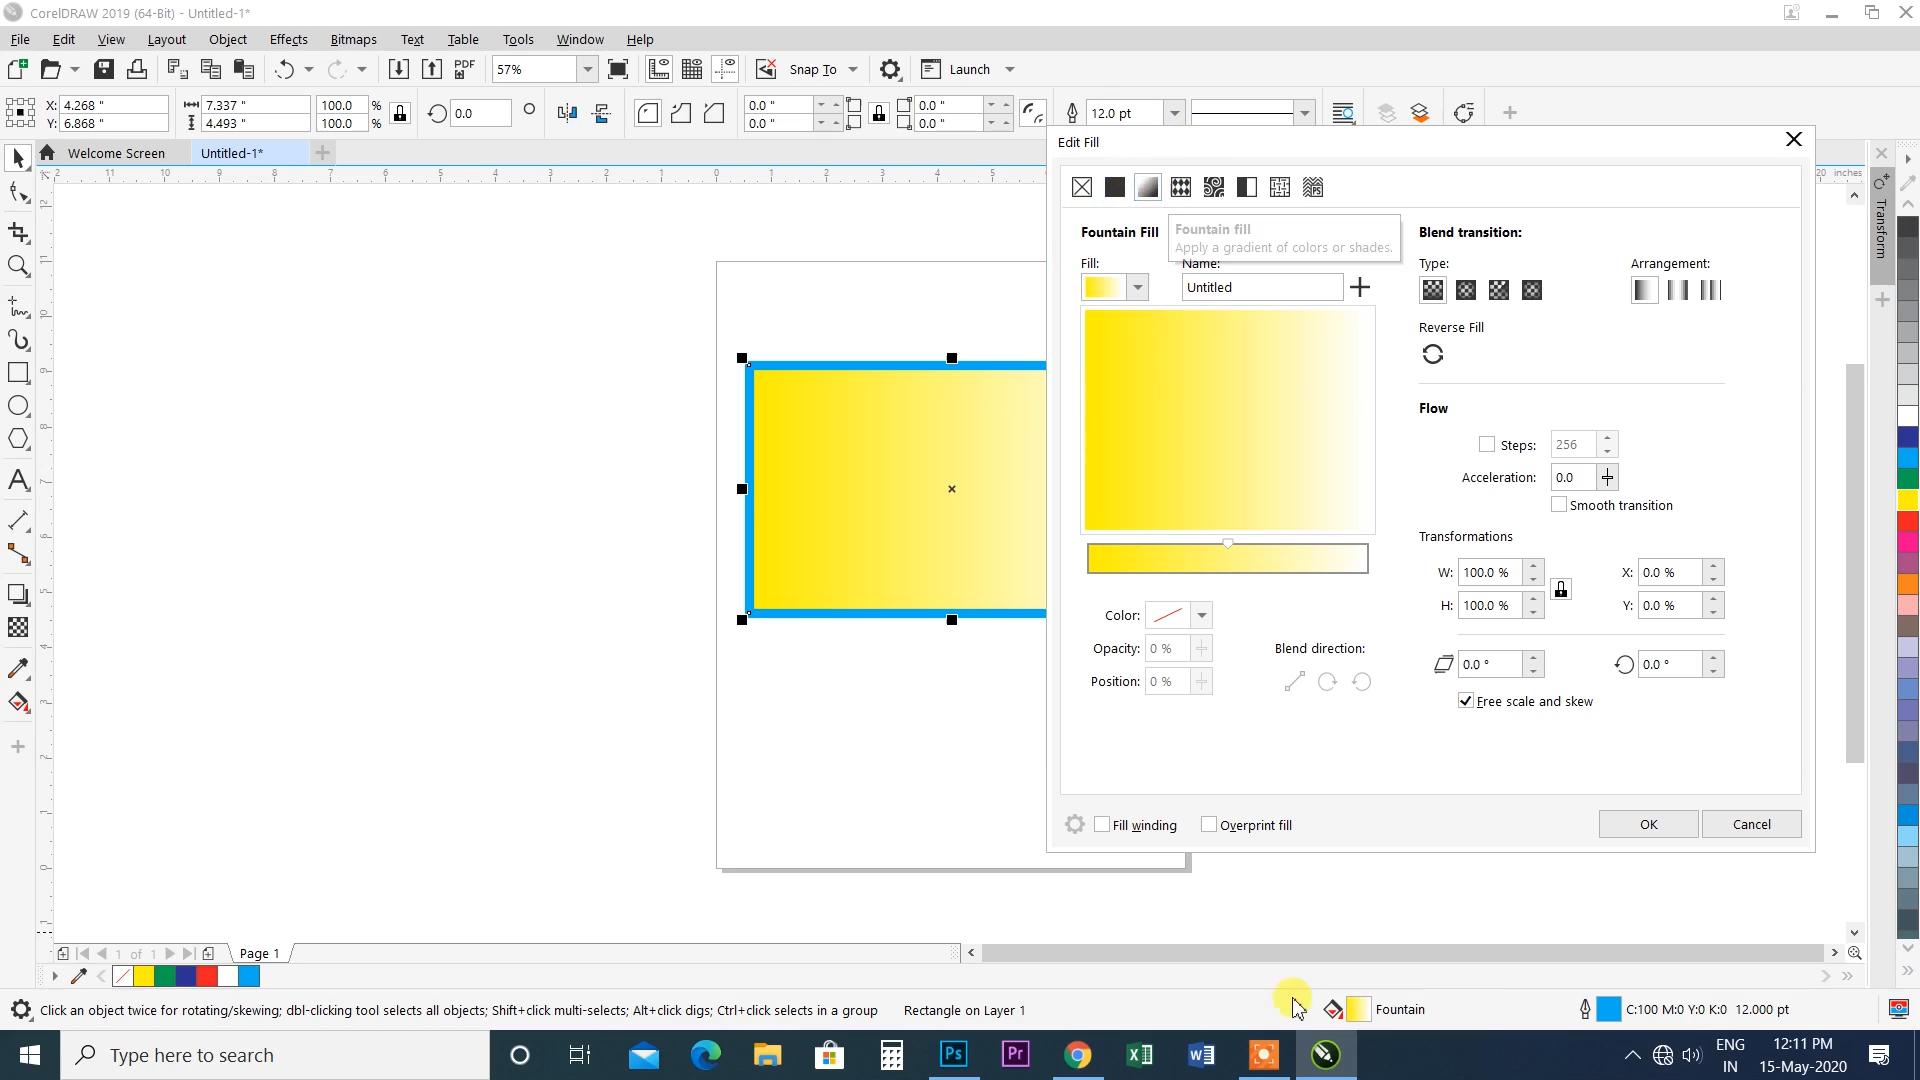 CorelDRAW 2019 (64-Bit) - Untitled-1*
File Edit View Layout Object Effects Bitmaps Text Table Tools Window Help
PDF 57% Snap To Launch
X: 4.268 " 7.337 " 100.0 % 0.0 0.0 " 0.0 " 12.0 pt
Y: 6.868 " 4.493 " 100.0 % 0.0 " 0.0 "
Edit Fill
Welcome Screen Untitled-1*
inches
Transform
Fountain Fill
Fountain fill
Apply a gradient of colors or shades.
Blend transition:
Fill: Name: Type: Arrangement:
Untitled
Reverse Fill
Flow
Steps: 256
Acceleration: 0.0
Smooth transition
Transformations
W: 100.0 % X: 0.0 %
H: 100.0 % Y: 0.0 %
Color:
Opacity: 0 % Blend direction:
0.0 ° 0.0 °
Position: 0 %
Free scale and skew
Fill winding Overprint fill OK Cancel
1 of 1 Page 1
Click an object twice for rotating/skewing; dbl-clicking tool selects all objects; Shift+click multi-selects; Alt+click digs; Ctrl+click selects in a group Rectangle on Layer 1 Fountain C:100 M:0 Y:0 K:0 12.000 pt
Type here to search Ps Pr ENG 12:11 PM
IN 15-May-2020